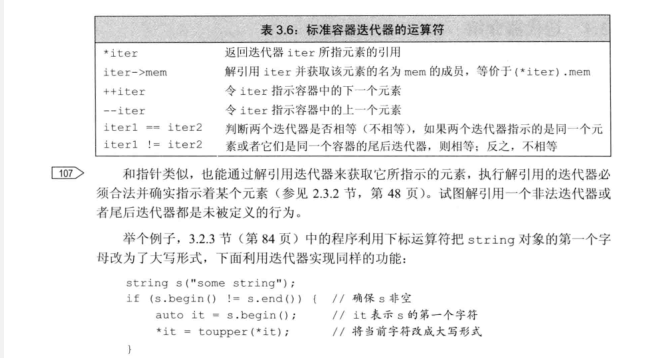 表 3.6：标准容器迭代器的运算符
*iter 返回迭代器 iter 所指元素的引用
iter->mem 解引用 iter 并获取该元素的名为 mem 的成员，等价于(*iter).mem
++iter 令 iter 指示容器中的下一个元素
--iter 令 iter 指示容器中的上一个元素
iter1 == iter2 判断两个迭代器是否相等（不相等），如果两个迭代器指示的是同一个元
iter1 != iter2 素或者它们是同一个容器的尾后迭代器，则相等；反之，不相等
107 和指针类似，也能通过解引用迭代器来获取它所指示的元素，执行解引用的迭代器必
须合法并确实指示着某个元素（参见 2.3.2 节，第 48 页）。试图解引用一个非法迭代器或
者尾后迭代器都是未被定义的行为。
举个例子，3.2.3 节（第 84 页）中的程序利用下标运算符把 string 对象的第一个字
母改为了大写形式，下面利用迭代器实现同样的功能：
string s("some string");
if (s.begin() != s.end()) { // 确保 s 非空
auto it = s.begin(); // it 表示 s 的第一个字符
*it = toupper(*it); // 将当前字符改成大写形式
}